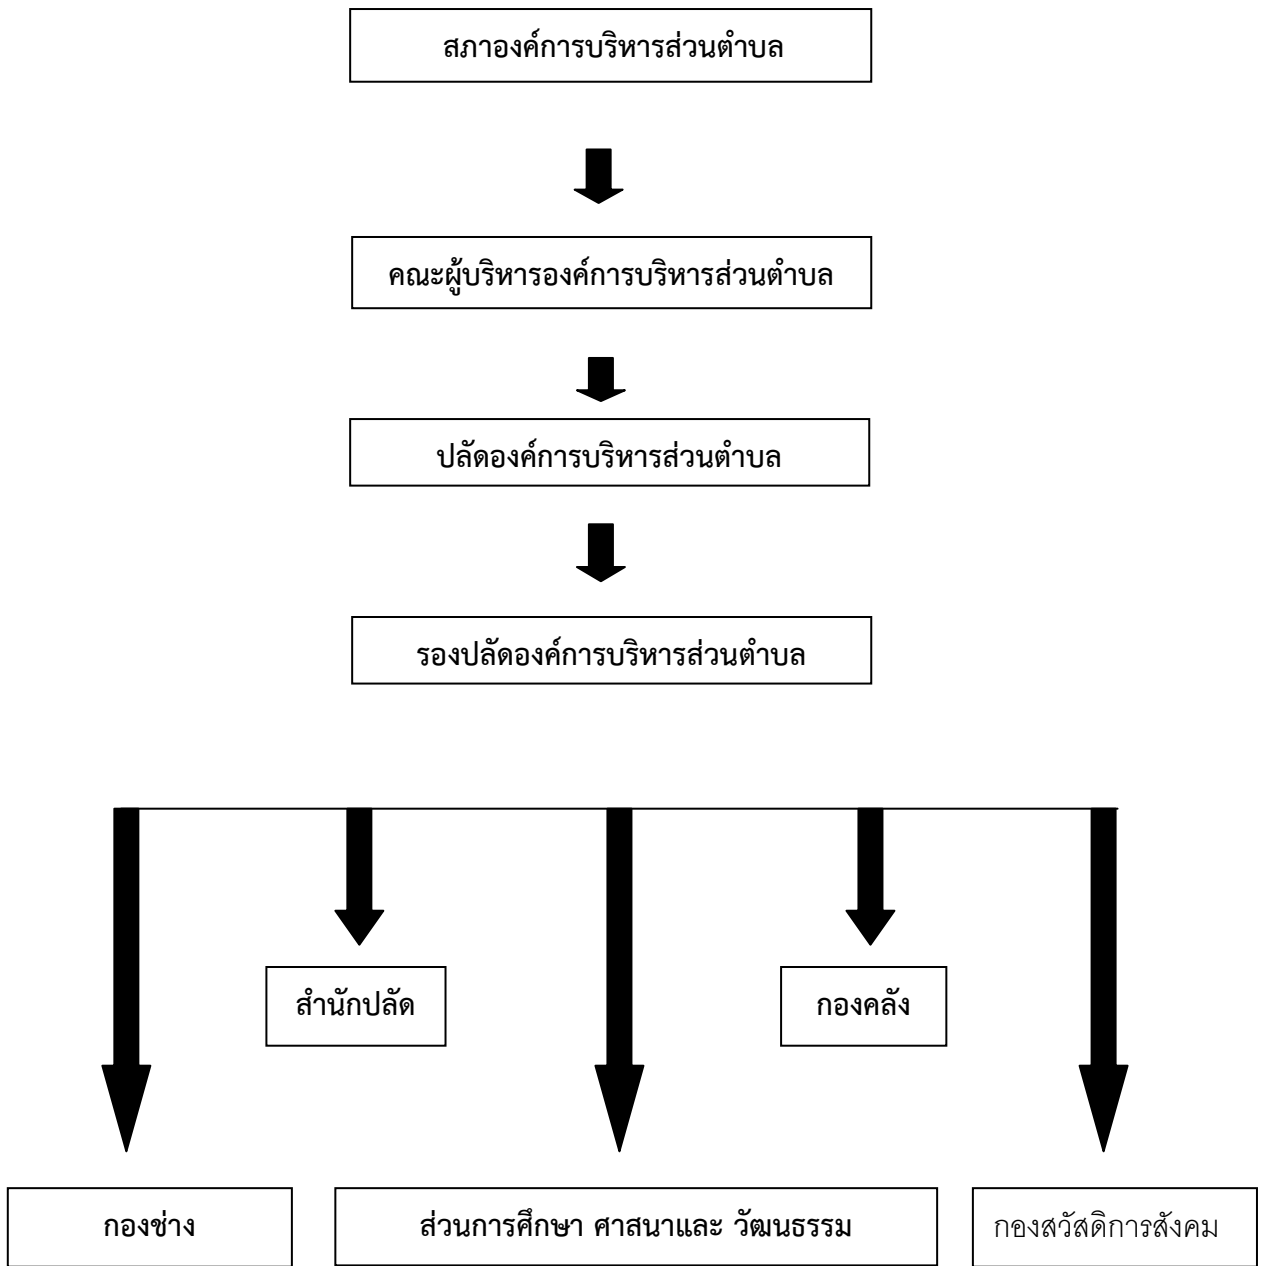 สภาองค์การบริหารส่วนตำบล
คณะผู้บริหารองค์การบริหารส่วนตำบล
ปลัดองค์การบริหารส่วนตำบล
รองปลัดองค์การบริหารส่วนตำบล
สำนักปลัด
กองคลัง
กองช่าง
ส่วนการศึกษา ศาสนาและ วัฒนธรรม
กองสวัสดิการสังคม